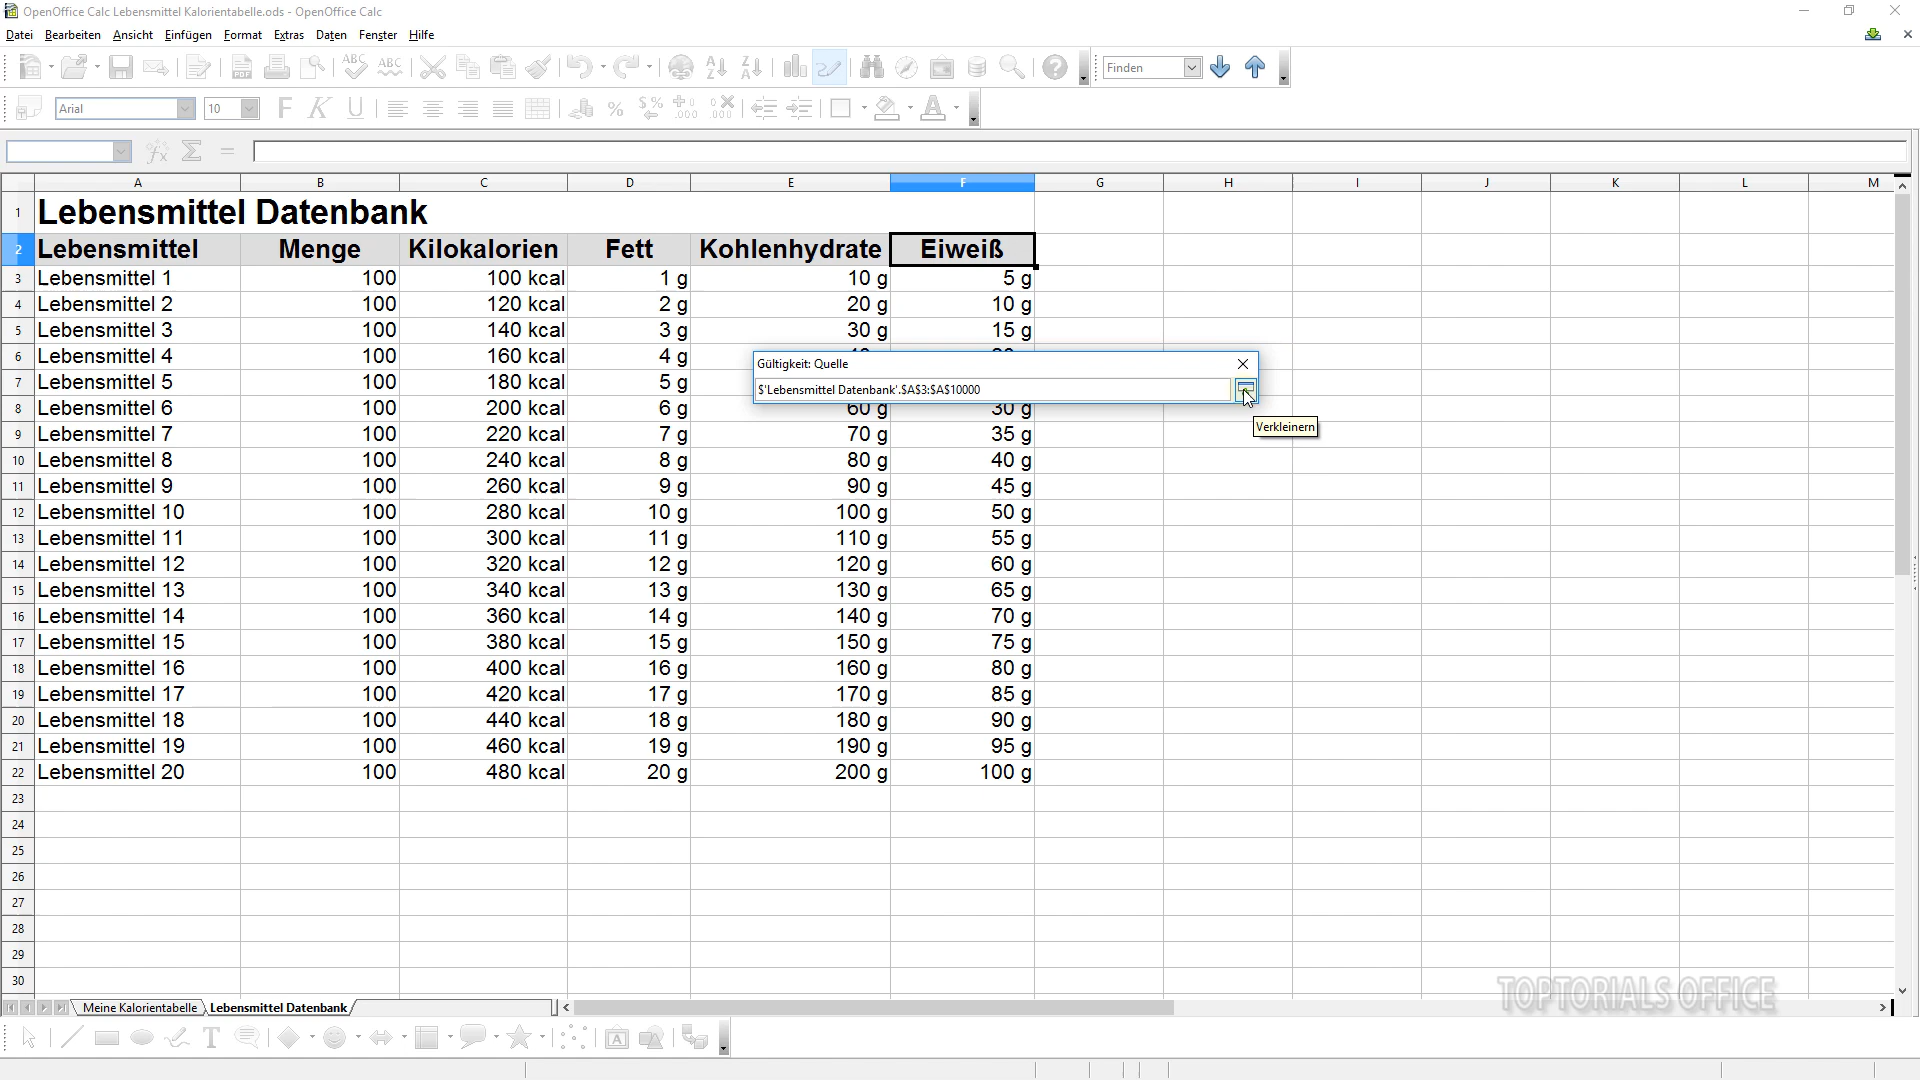 OpenOffice Calc Lebensmittel Kalorientabelle.ods - OpenOffice Calc
Datei Bearbeiten Ansicht Einfügen Format Extras Daten Fenster Hilfe
Finden
Arial 10
A B C D E F G H I J K L M
1 Lebensmittel Datenbank
2 Lebensmittel Menge Kilokalorien Fett Kohlenhydrate Eiweiß
3 Lebensmittel 1 100 100 kcal 1 g 10 g 5 g
4 Lebensmittel 2 100 120 kcal 2 g 20 g 10 g
5 Lebensmittel 3 100 140 kcal 3 g 30 g 15 g
6 Lebensmittel 4 100 160 kcal 4 g
Gültigkeit: Quelle
7 Lebensmittel 5 100 180 kcal 5 g
$'Lebensmittel Datenbank'.$A$3:$A$10000
8 Lebensmittel 6 100 200 kcal 6 g 60 g 30 g
Verkleinern
9 Lebensmittel 7 100 220 kcal 7 g 70 g 35 g
10 Lebensmittel 8 100 240 kcal 8 g 80 g 40 g
11 Lebensmittel 9 100 260 kcal 9 g 90 g 45 g
12 Lebensmittel 10 100 280 kcal 10 g 100 g 50 g
13 Lebensmittel 11 100 300 kcal 11 g 110 g 55 g
14 Lebensmittel 12 100 320 kcal 12 g 120 g 60 g
15 Lebensmittel 13 100 340 kcal 13 g 130 g 65 g
16 Lebensmittel 14 100 360 kcal 14 g 140 g 70 g
17 Lebensmittel 15 100 380 kcal 15 g 150 g 75 g
18 Lebensmittel 16 100 400 kcal 16 g 160 g 80 g
19 Lebensmittel 17 100 420 kcal 17 g 170 g 85 g
20 Lebensmittel 18 100 440 kcal 18 g 180 g 90 g
21 Lebensmittel 19 100 460 kcal 19 g 190 g 95 g
22 Lebensmittel 20 100 480 kcal 20 g 200 g 100 g
23
24
25
26
27
28
29
30
TOPTORIALS OFFICE
Meine Kalorientabelle Lebensmittel Datenbank